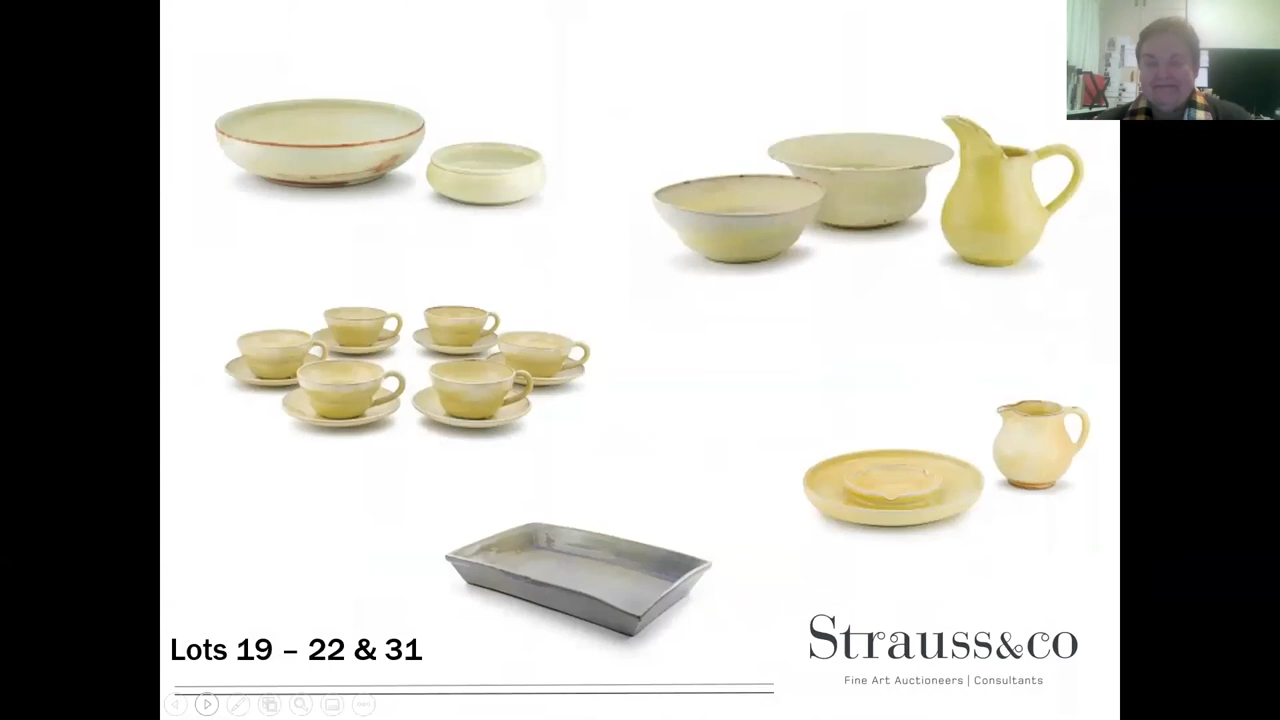 Lots 19 – 22 & 31
Strauss&co
Fine Art Auctioneers | Consultants